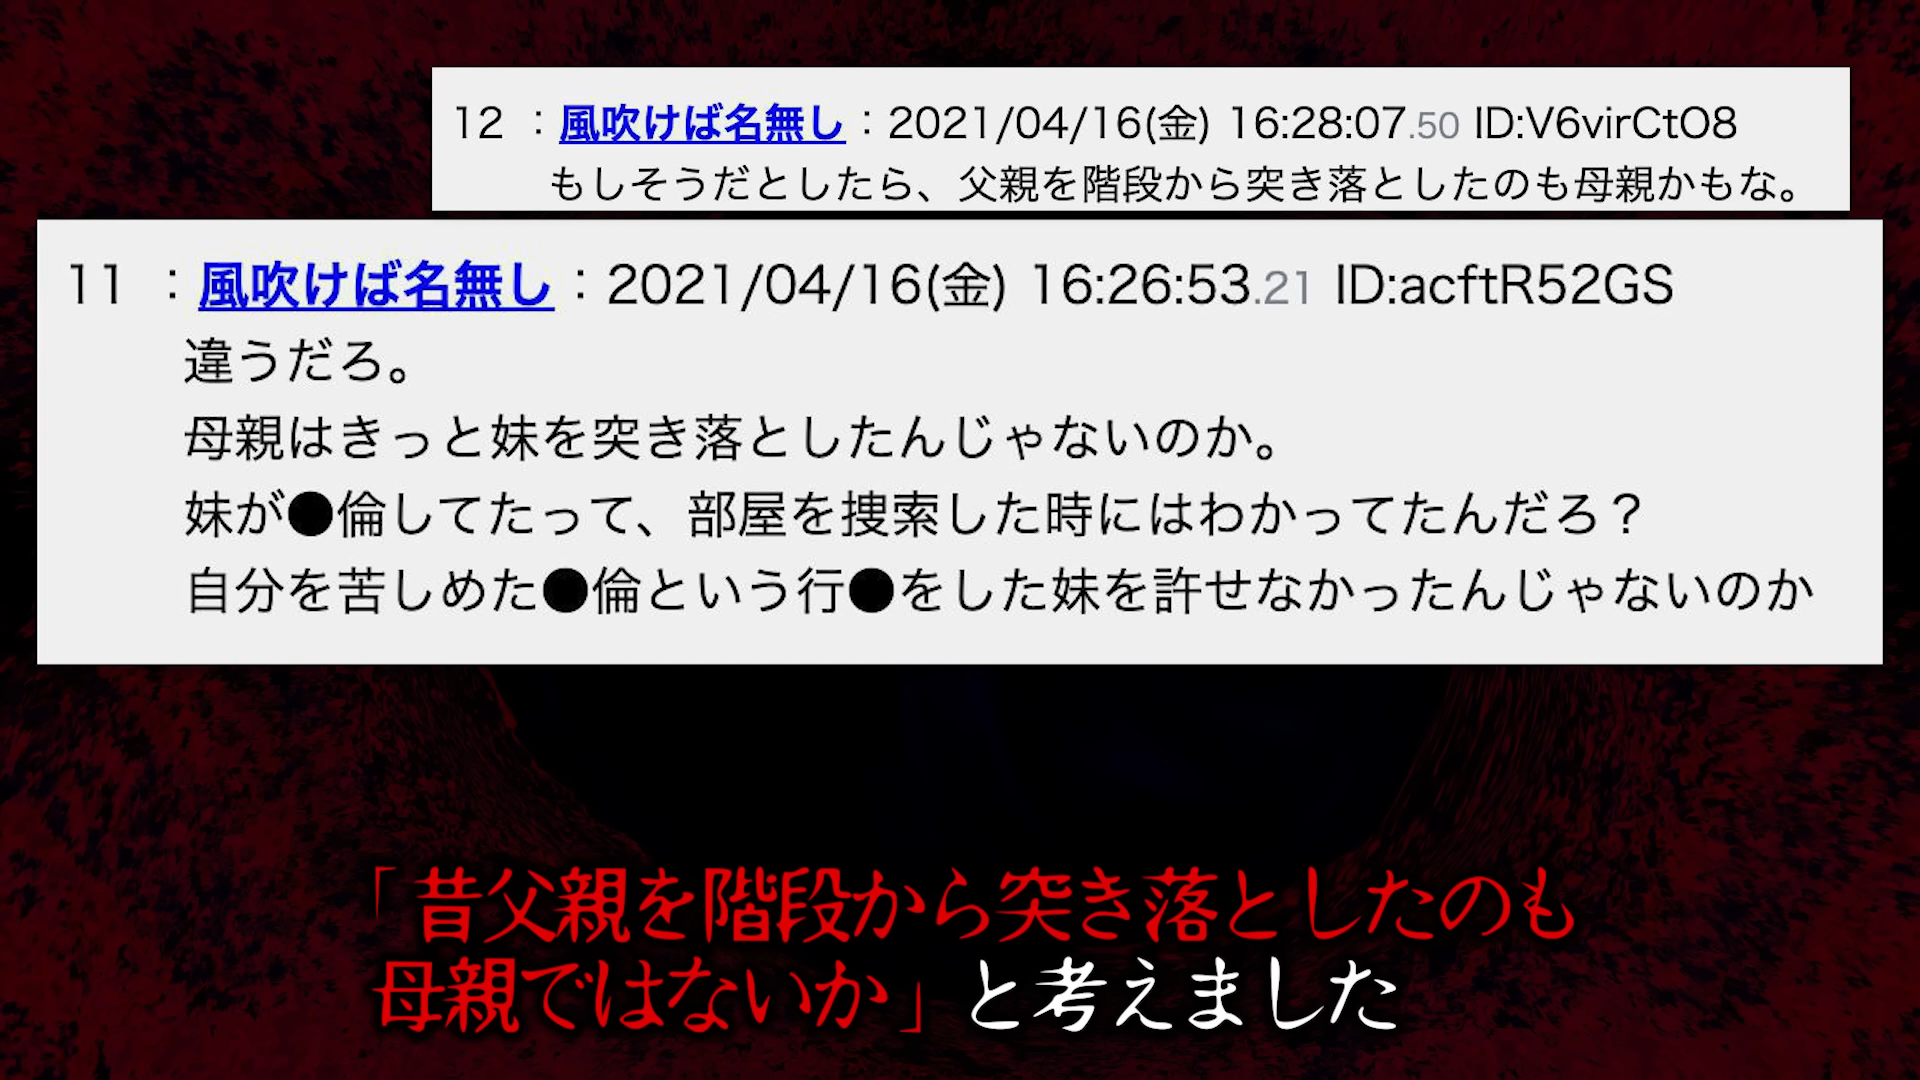 12 ：風吹けば名無し：2021/04/16(金) 16:28:07.50 ID:V6virCtO8
もしそうだとしたら、父親を階段から突き落としたのも母親かもな。
11 ：風吹けば名無し：2021/04/16(金) 16:26:53.21 ID:acftR52GS
違うだろ。
母親はきっと妹を突き落としたんじゃないのか。
妹が●倫してたって、部屋を捜索した時にはわかってたんだろ？
自分を苦しめた●倫という行●をした妹を許せなかったんじゃないのか
「昔父親を階段から突き落としたのも
母親ではないか」と考えました